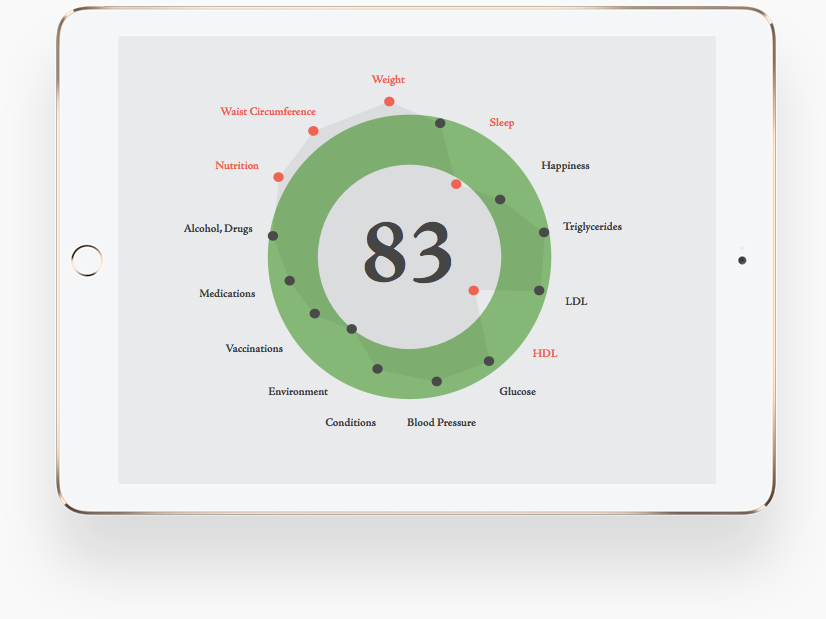 Weight
Waist Circumference
Sleep
Nutrition
Happiness
Alcohol, Drugs
Triglycerides
83
Medications
LDL
Vaccinations
HDL
Environment
Glucose
Conditions
Blood Pressure